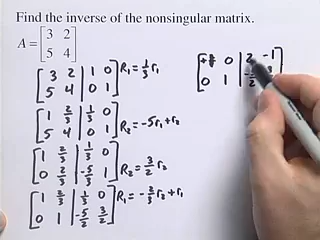 Find the inverse of the nonsingular matrix.
A = [3 2
5 4]
[3 2 | 1 0
5 4 | 0 1] R₁ = 1/3 r₁
[1 2/3 | 1/3 0
5 4 | 0 1] R₂ = -5r₁ + r₂
[1 2/3 | 1/3 0
0 2/3 | -5/3 1] R₂ = 3/2 r₂
[1 2/3 | 1/3 0
0 1 | -5/2 3/2] R₁ = -2/3 r₂ + r₁
0 | 2 -1
0 1 | -5/2